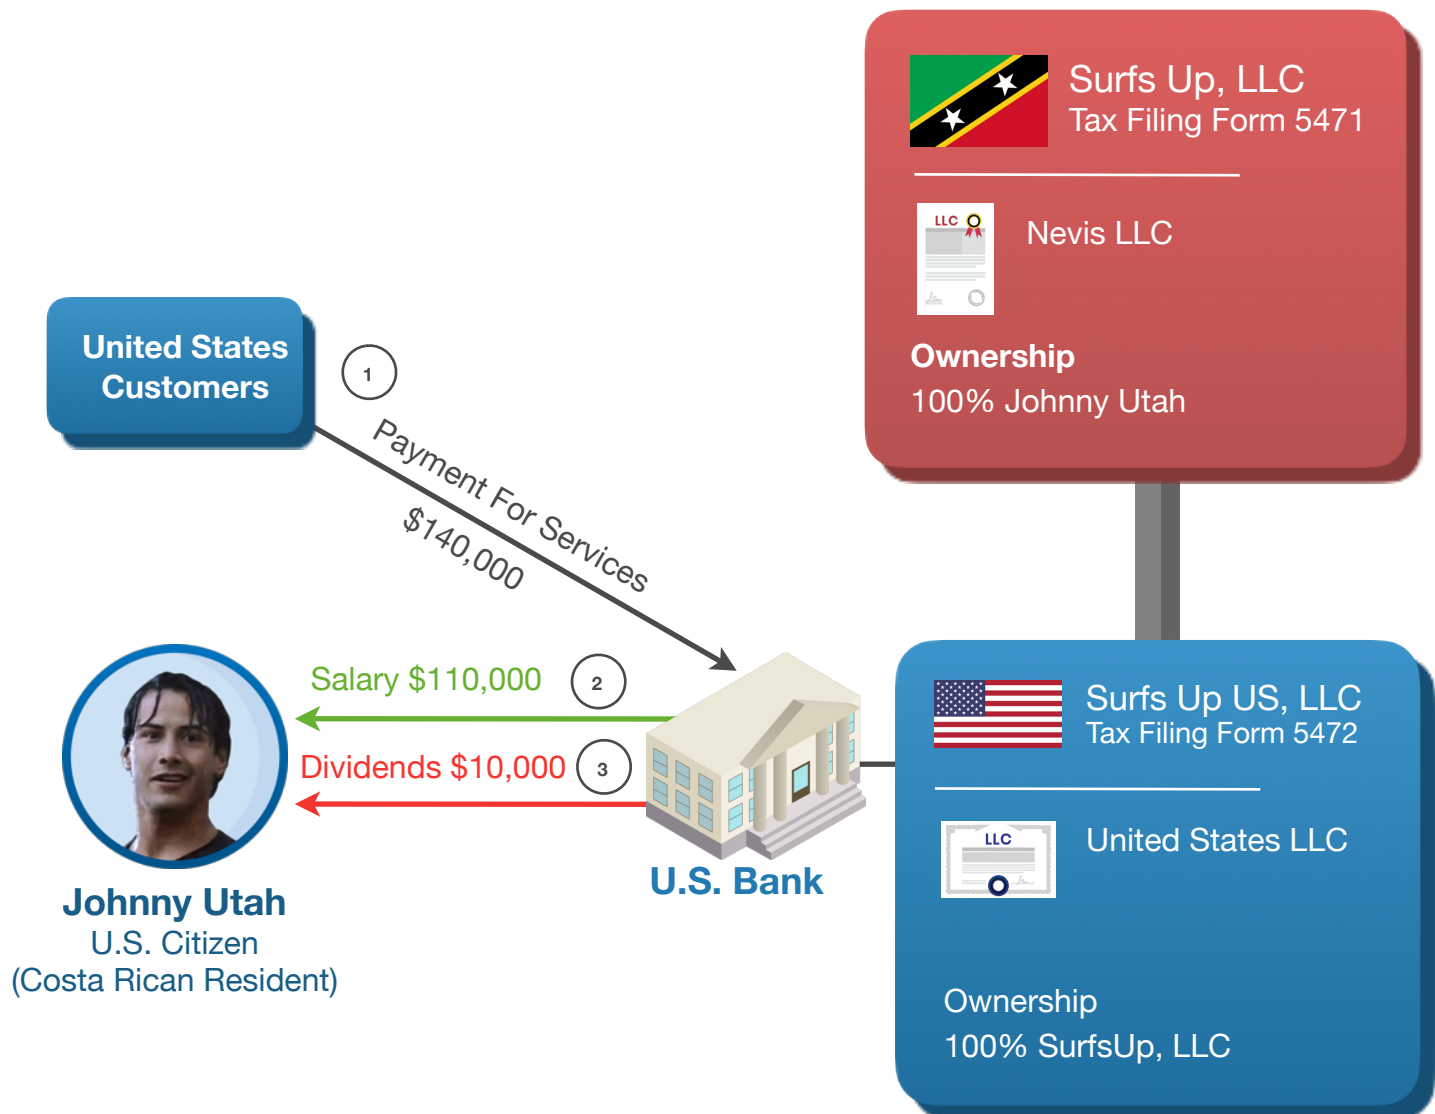 Surfs Up, LLC
Tax Filing Form 5471
LLC
Nevis LLC
Ownership
100% Johnny Utah
United States
Customers
1
Payment For Services
$140,000
Salary $110,000
2
Dividends $10,000
3
U.S. Bank
Johnny Utah
U.S. Citizen
(Costa Rican Resident)
Surfs Up US, LLC
Tax Filing Form 5472
LLC
United States LLC
Ownership
100% SurfsUp, LLC